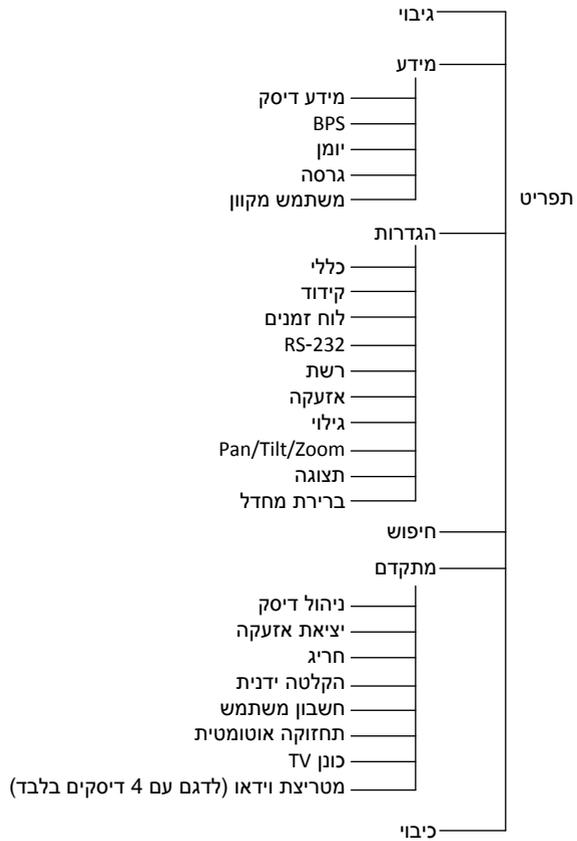 גיבוי
מידע
מידע דיסק
BPS
יומן
גרסה
משתמש מקוון
תפריט
הגדרות
כללי
קידוד
לוח זמנים
RS-232
רשת
אזעקה
גילוי
Pan/Tilt/Zoom
תצוגה
ברירת מחדל
חיפוש
מתקדם
ניהול דיסק
יציאת אזעקה
חריג
הקלטה ידנית
חשבון משתמש
תחזוקה אוטומטית
כונן TV
מטריצת וידאו (לדגם עם 4 דיסקים בלבד)
כיבוי